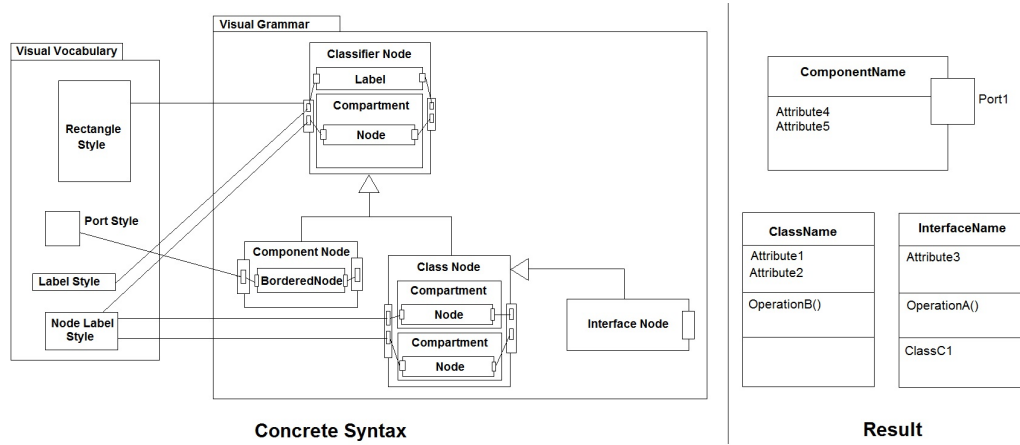 Visual Grammar
Visual Vocabulary
Rectangle
Style
Port Style
Label Style
Node Label
Style
Classifier Node
Label
Compartment
Node
Component Node
BorderedNode
Class Node
Compartment
Node
Compartment
Node
Interface Node
Concrete Syntax
ComponentName
Attribute4
Attribute5
Port1
ClassName
Attribute1
Attribute2
OperationB()
InterfaceName
Attribute3
OperationA()
ClassC1
Result